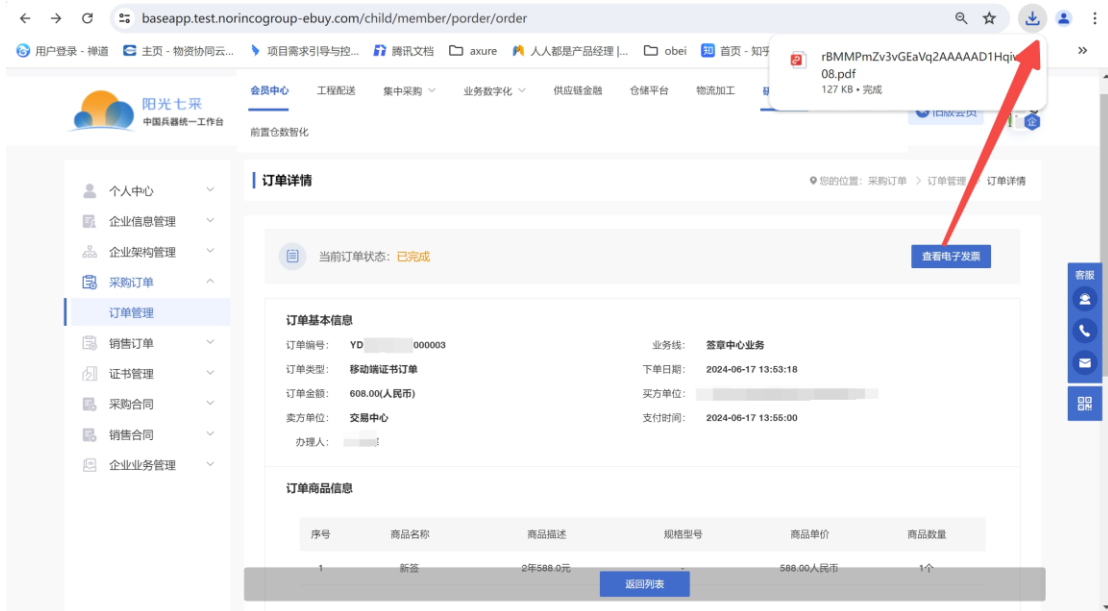 baseapp.test.norincogroup-ebuy.com/child/member/porder/order
用户登录 - 禅道 主页 - 物资协同云... 项目需求引导与控... 腾讯文档 axure 人人都是产品经理 |... obei 首页 - 知乎
08.pdf
127 KB • 完成
阳光七采
中国兵器统一工作台
会员中心 工程配送 集中采购 业务数字化 供应链金融 仓储平台 物流加工
旧版会员
前置仓数智化
个人中心
企业信息管理
企业架构管理
采购订单
订单管理
销售订单
证书管理
采购合同
销售合同
企业业务管理
订单详情
您的位置: 采购订单 > 订单管理 订单详情
当前订单状态: 已完成
查看电子发票
订单基本信息
订单编号: YD 000003 业务线: 签章中心业务
订单类型: 移动端证书订单 下单日期: 2024-06-17 13:53:18
订单金额: 608.00(人民币) 买方单位:
卖方单位: 交易中心 支付时间: 2024-06-17 13:55:00
办理人:
订单商品信息
序号 商品名称 商品描述 规格型号 商品单价 商品数量
1 新签 2年588.0元 - 588.00人民币 1个
返回列表
客服